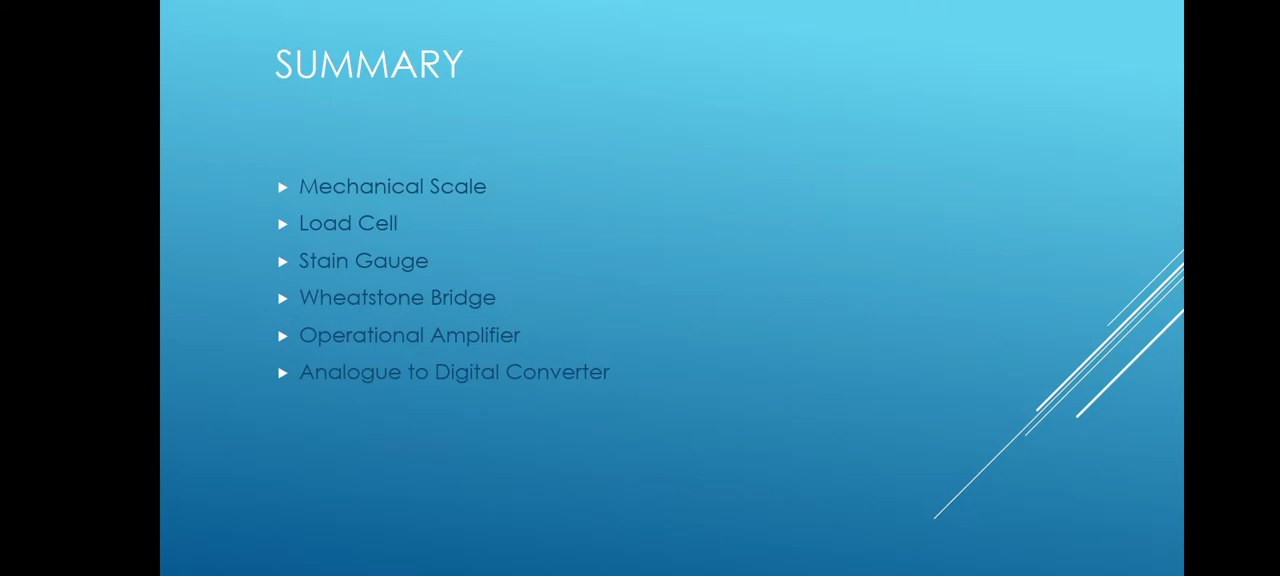 SUMMARY
Mechanical Scale
Load Cell
Stain Gauge
Wheatstone Bridge
Operational Amplifier
Analogue to Digital Converter